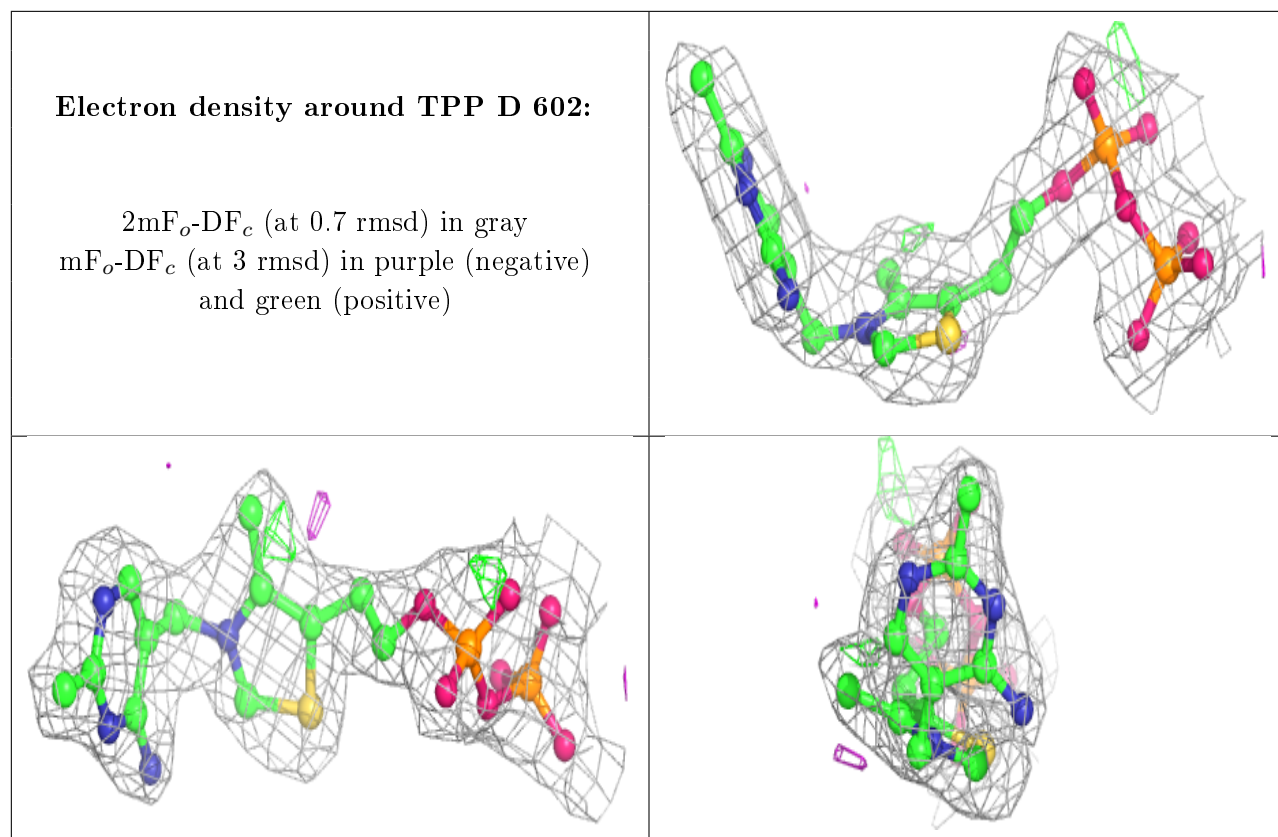 Electron density around TPP D 602:
2mFₒ-DF𝑐 (at 0.7 rmsd) in gray
mFₒ-DF𝑐 (at 3 rmsd) in purple (negative)
and green (positive)